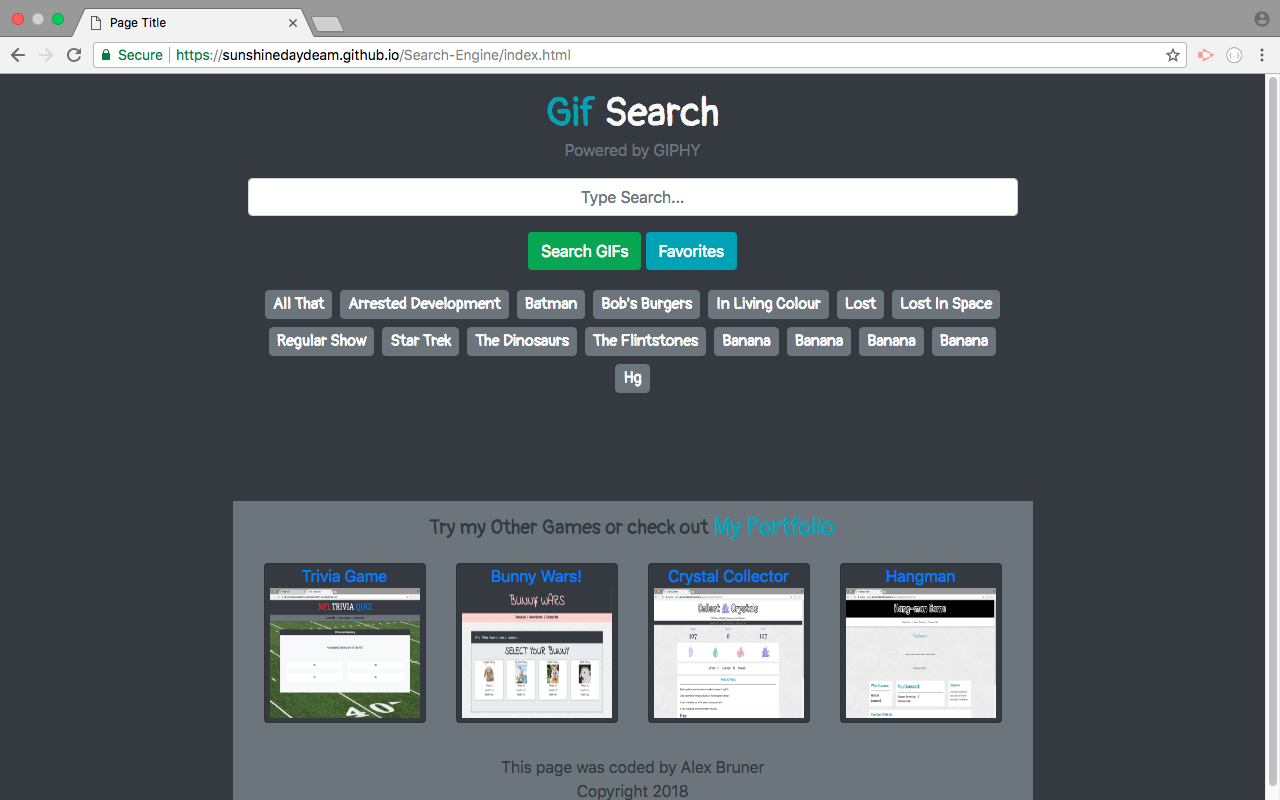 Page Title
Secure https://sunshinedaydeam.github.io/Search-Engine/index.html
Gif Search
Powered by GIPHY
Type Search...
Search GIFs Favorites
All That Arrested Development Batman Bob's Burgers In Living Colour Lost Lost In Space
Regular Show Star Trek The Dinosaurs The Flintstones Banana Banana Banana Banana
Hg
Try my Other Games or check out My Portfolio
Trivia Game Bunny Wars! Crystal Collector Hangman
NFL TRIVIA QUIZ
BUNNY WARS
SELECT YOUR BUNNY
Collect Crystals
107 0 107
Hang-man Game
This page was coded by Alex Bruner
Copyright 2018